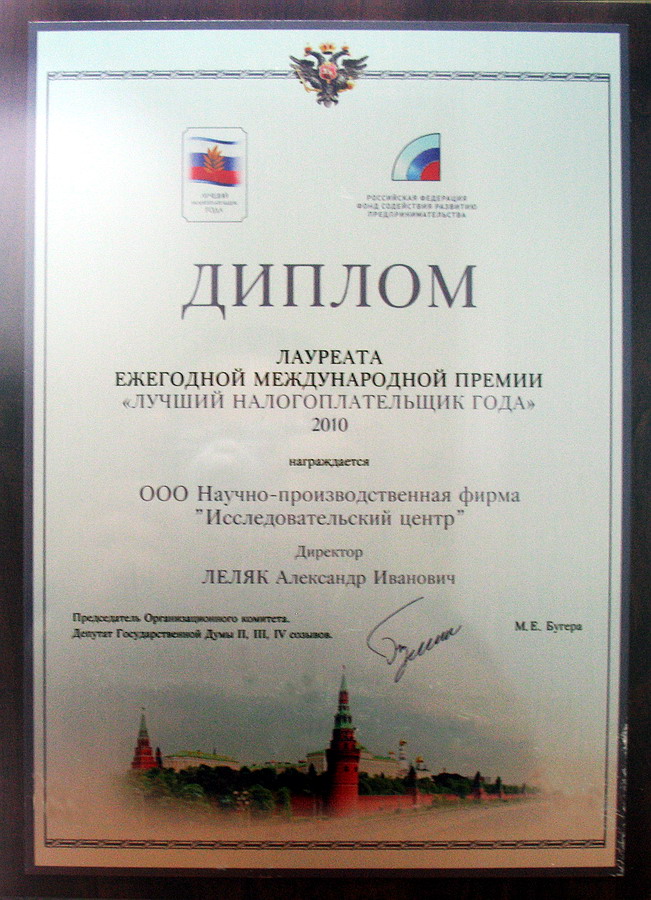 ЛУЧШИЙ
НАЛОГОПЛАТЕЛЬЩИК
ГОДА
РОССИЙСКАЯ ФЕДЕРАЦИЯ
ФОНД СОДЕЙСТВИЯ РАЗВИТИЮ
ПРЕДПРИНИМАТЕЛЬСТВА
ДИПЛОМ
ЛАУРЕАТА
ЕЖЕГОДНОЙ МЕЖДУНАРОДНОЙ ПРЕМИИ
«ЛУЧШИЙ НАЛОГОПЛАТЕЛЬЩИК ГОДА»
2010
награждается
ООО Научно-производственная фирма
"Исследовательский центр"
Директор
ЛЕЛЯК Александр Иванович
Председатель Организационного комитета.
Депутат Государственной Думы II, III, IV созывов.
М.Е. Бугера